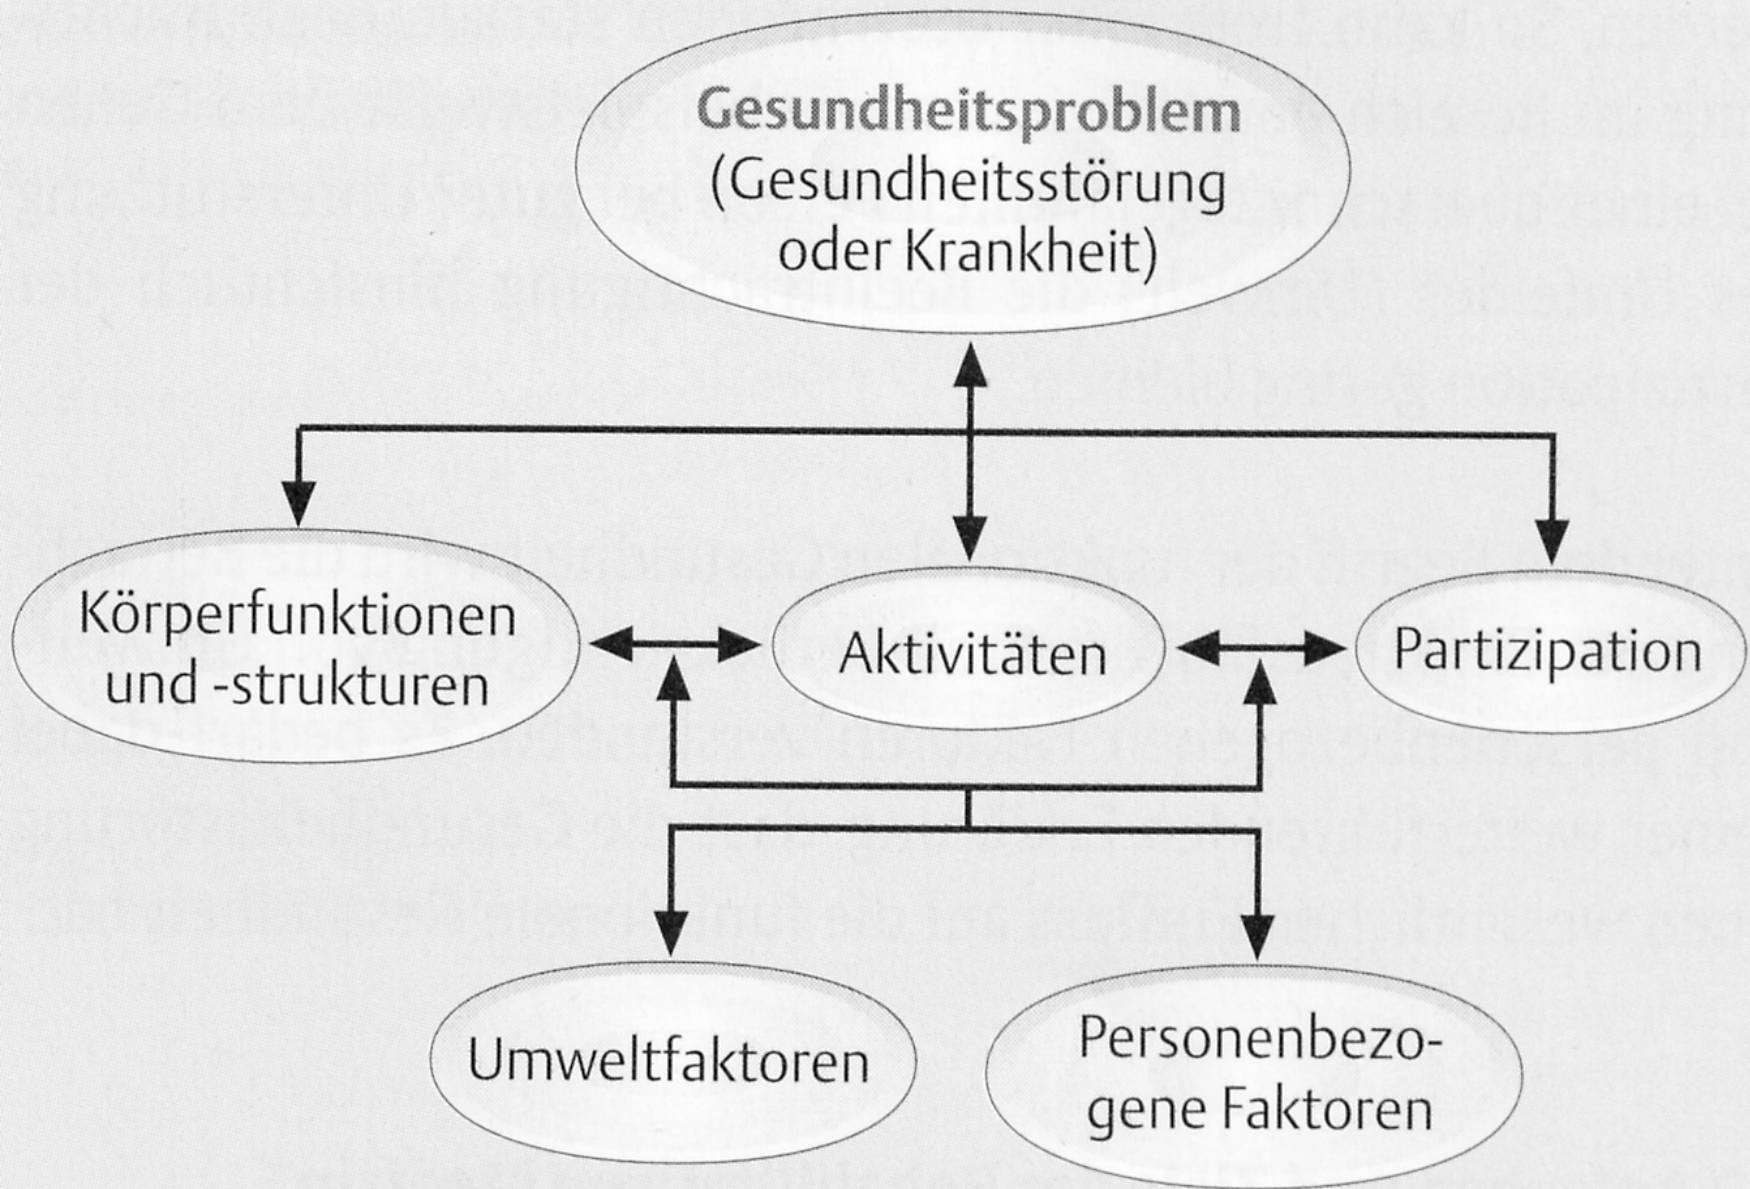 Gesundheitsproblem
(Gesundheitsstörung
oder Krankheit)
Körperfunktionen
und -strukturen
Aktivitäten
Partizipation
Umweltfaktoren
Personenbezo-
gene Faktoren